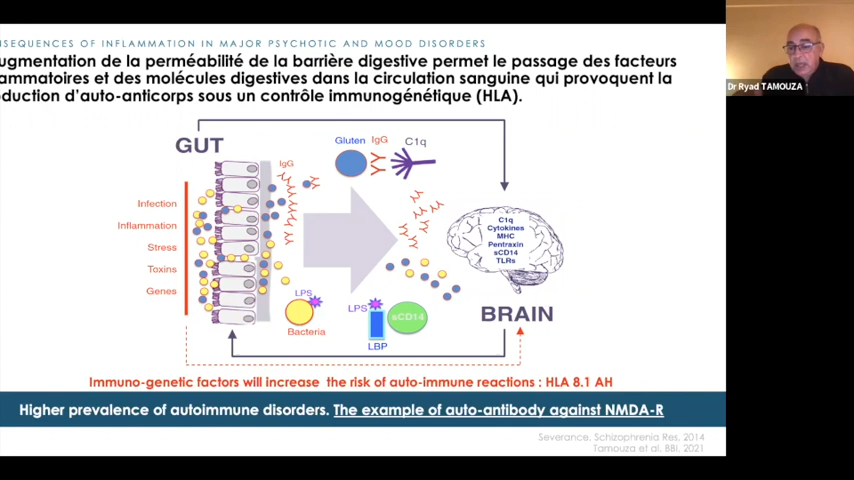 NSEQUENCES OF INFLAMMATION IN MAJOR PSYCHOTIC AND MOOD DISORDERS
ugmentation de la perméabilité de la barrière digestive permet le passage des facteurs
ammatoires et des molécules digestives dans la circulation sanguine qui provoquent la
duction d'auto-anticorps sous un contrôle immunogénétique (HLA).
Dr Ryad TAMOUZA
GUT
Gluten
IgG
C1q
IgG
Infection
Inflammation
Stress
Toxins
Genes
C1q
Cytokines
MHC
Pentraxin
sCD14
TLRs
LPS
Bacteria
LPS
sCD14
LBP
BRAIN
Immuno-genetic factors will increase the risk of auto-immune reactions : HLA 8.1 AH
Higher prevalence of autoimmune disorders. The example of auto-antibody against NMDA-R
Severance, Schizophrenia Res, 2014
Tamouza et al, BBI, 2021